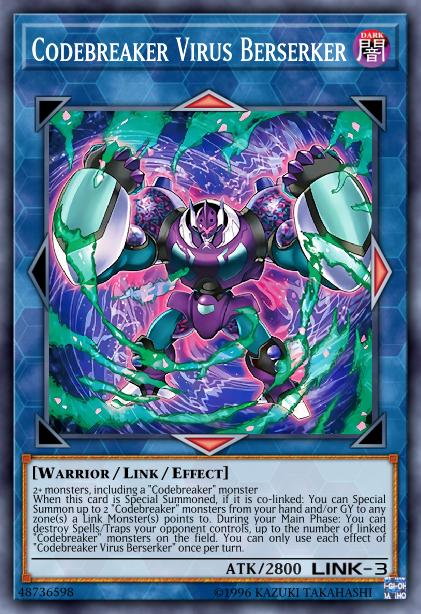 CODEBREAKER VIRUS BERSERKER
DARK
闇
[WARRIOR / LINK / EFFECT]
2+ monsters, including a "Codebreaker" monster
When this card is Special Summoned, if it is co-linked: You can Special
Summon up to 2 "Codebreaker" monsters from your hand and/or GY to any
zone(s) a Link Monster(s) points to. During your Main Phase: You can
destroy Spells/Traps your opponent controls, up to the number of linked
"Codebreaker" monsters on the field. You can only use each effect of
"Codebreaker Virus Berserker" once per turn.
ATK/2800 LINK-3
48736598 ©1996 KAZUKI TAKAHASHI